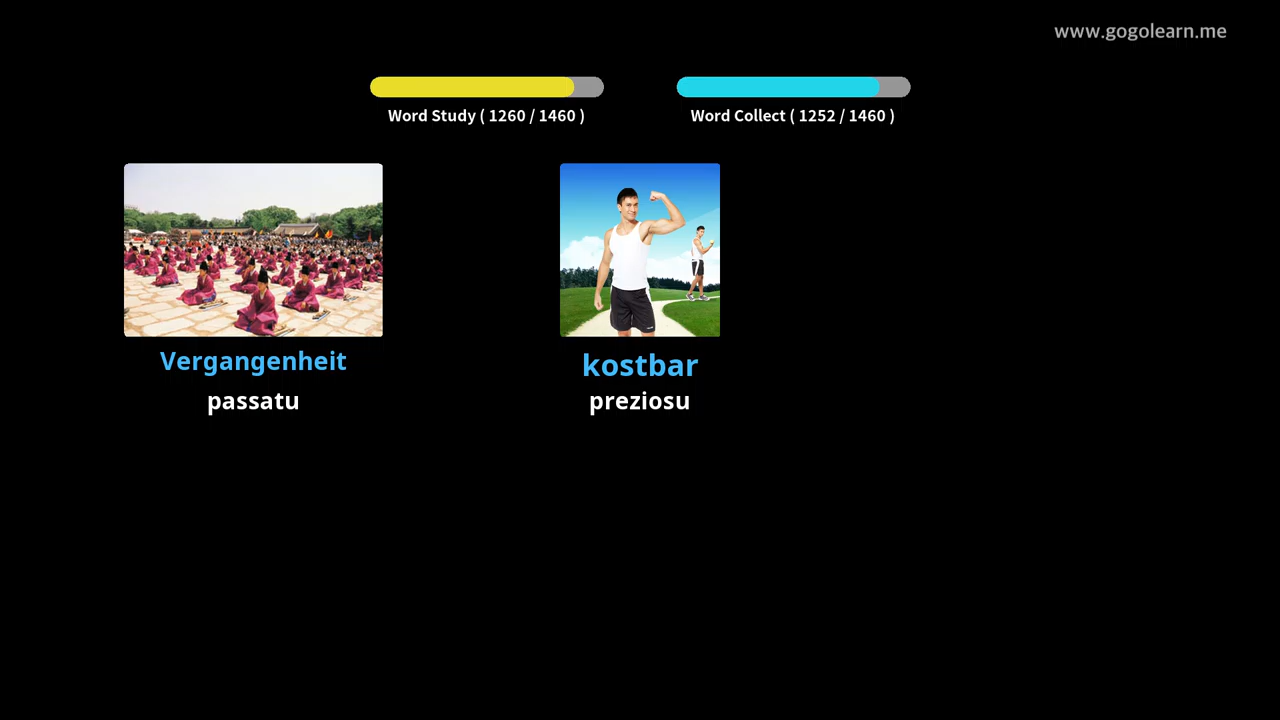 www.gogolearn.me
Word Study ( 1260 / 1460 )
Word Collect ( 1252 / 1460 )
Vergangenheit
passatu
kostbar
preziosu